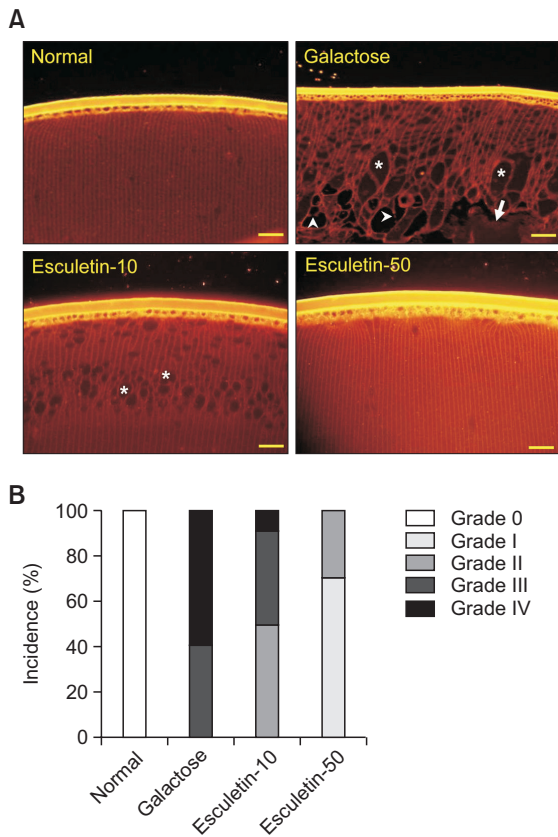 A
Normal
Galactose
*
*
Esculetin-10
Esculetin-50
*
*
B
Incidence (%)
100
80
60
40
20
0
Normal
Galactose
Esculetin-10
Esculetin-50
Grade 0
Grade I
Grade II
Grade III
Grade IV